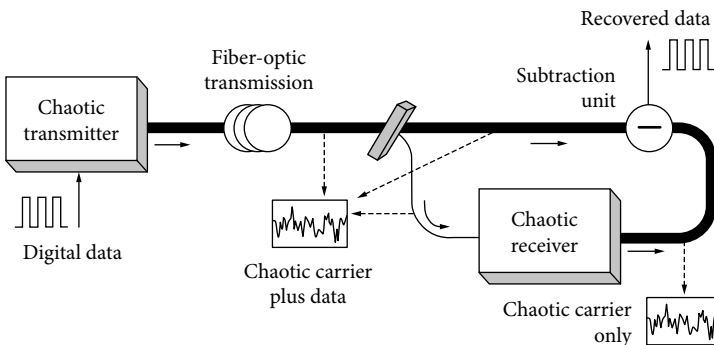 Recovered data
Fiber-optic
transmission
Subtraction
unit
Chaotic
transmitter
Digital data
Chaotic carrier
plus data
Chaotic
receiver
Chaotic carrier
only